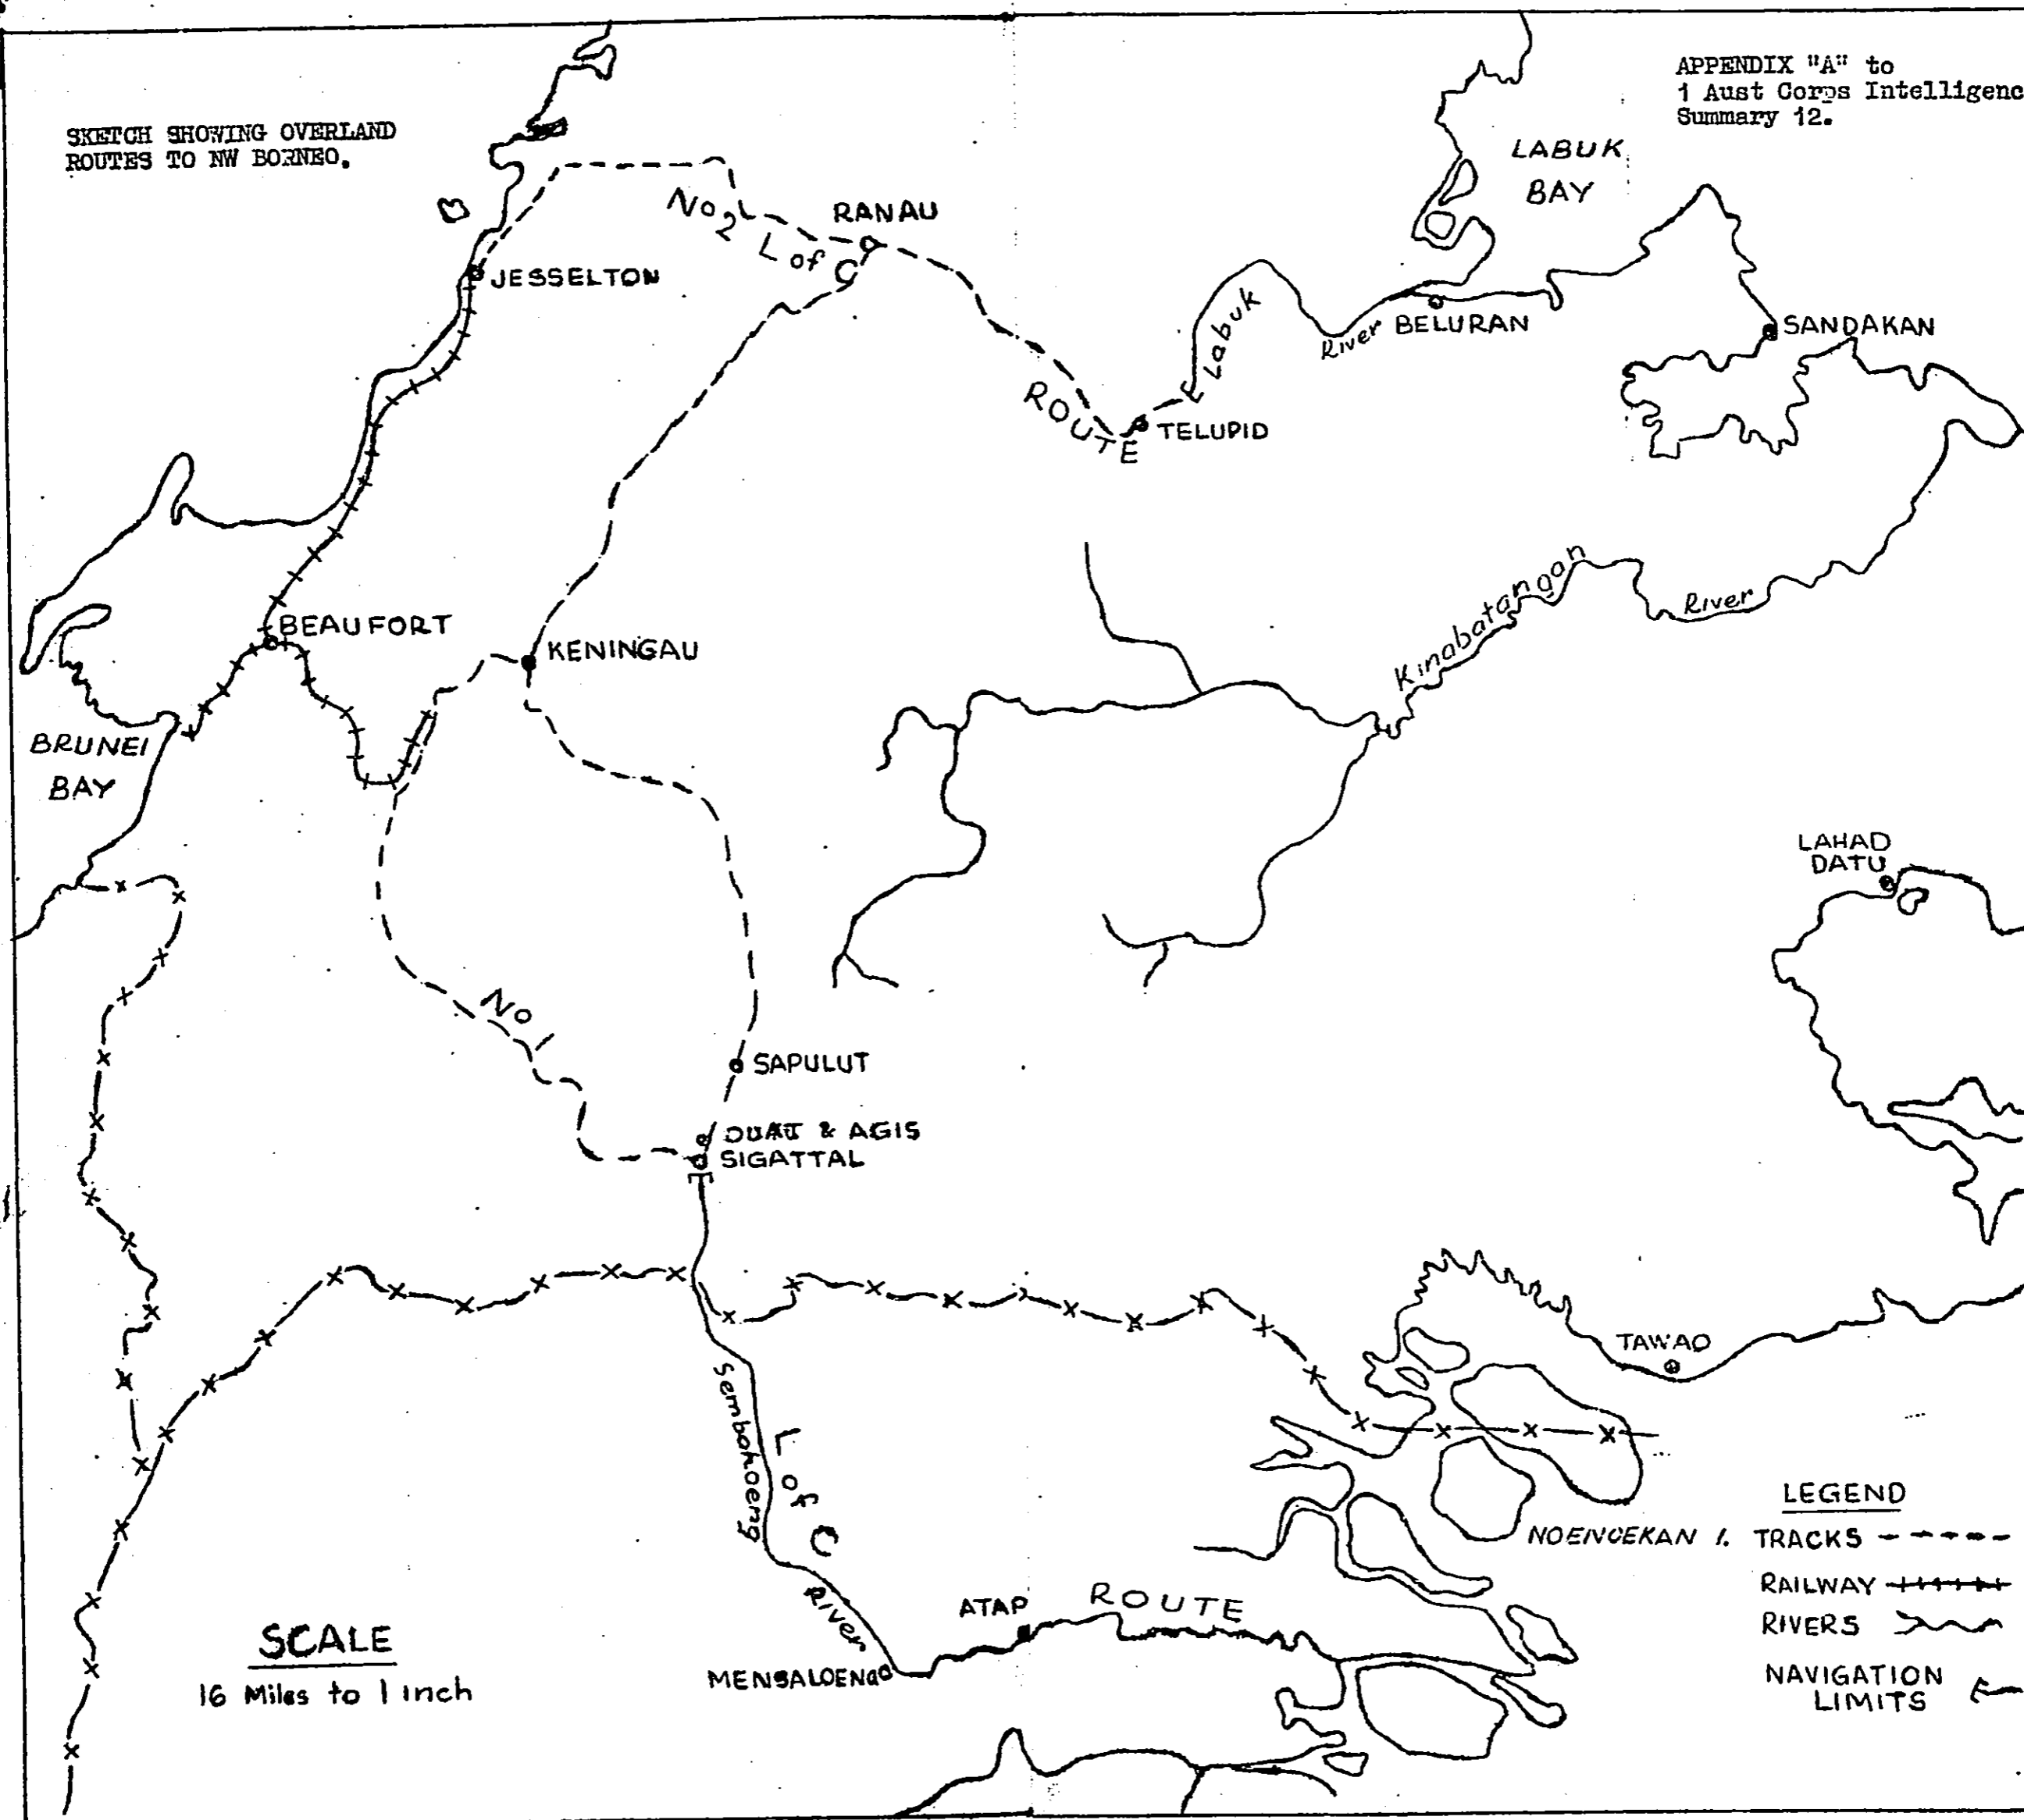 SKETCH SHOWING OVERLAND
ROUTES TO NW BORNEO.
APPENDIX "A" to
1 Aust Corps Intelligenc
Summary 12.
LABUK
BAY
No 2 L of C
RANAU
JESSELTON
Labuk
River
BELURAN
SANDAKAN
ROUTE
TELUPID
Kinabatangan
River
BEAUFORT
KENINGAU
BRUNEI
BAY
LAHAD
DATU
No 1
SAPULUT
& AGIS
SIGATTAL
TAWAO
Sembakoeng
L of C
River
ATAP
ROUTE
MENSALOENG
SCALE
16 Miles to 1 inch
LEGEND
NOENOEKAN I.
TRACKS
RAILWAY
RIVERS
NAVIGATION
LIMITS